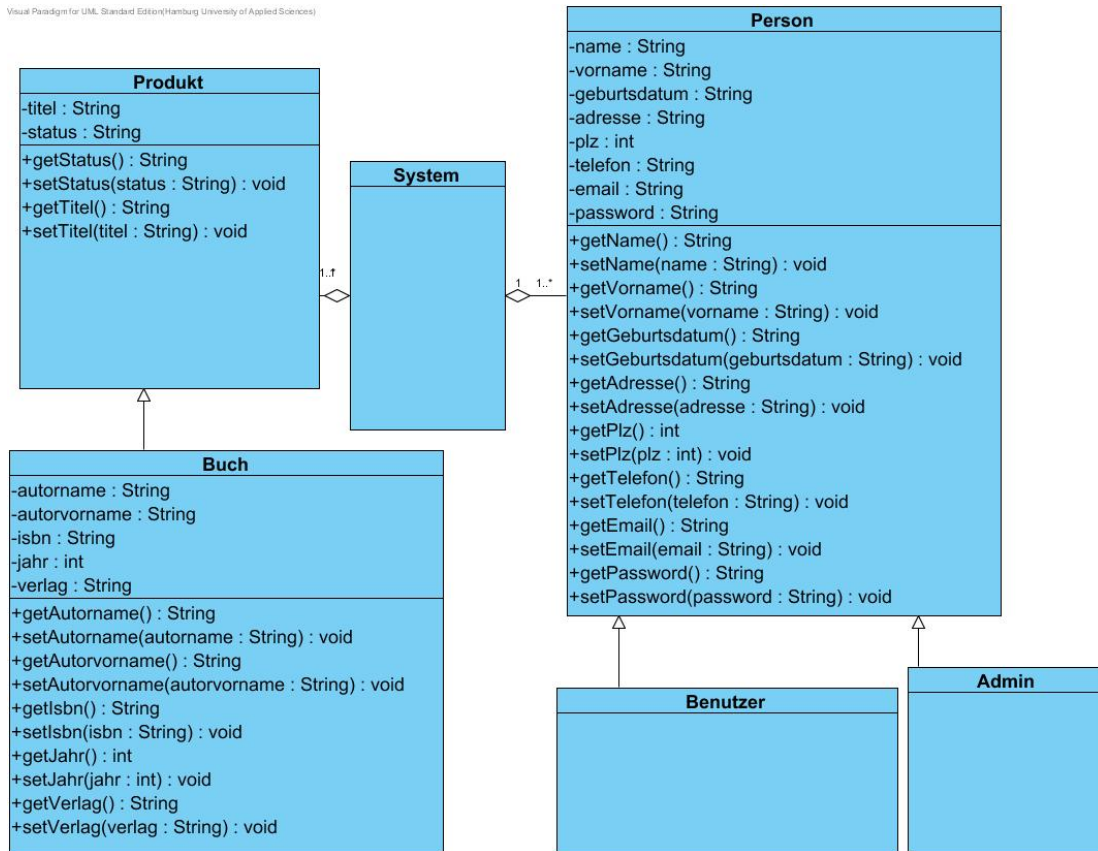 Visual Paradigm for UML Standard Edition(Hamburg University of Applied Sciences)
Produkt
-titel : String
-status : String
+getStatus() : String
+setStatus(status : String) : void
+getTitel() : String
+setTitel(titel : String) : void
System
1..*
1
1..*
Person
-name : String
-vorname : String
-geburtsdatum : String
-adresse : String
-plz : int
-telefon : String
-email : String
-password : String
+getName() : String
+setName(name : String) : void
+getVorname() : String
+setVorname(vorname : String) : void
+getGeburtsdatum() : String
+setGeburtsdatum(geburtsdatum : String) : void
+getAdresse() : String
+setAdresse(adresse : String) : void
+getPlz() : int
+setPlz(plz : int) : void
+getTelefon() : String
+setTelefon(telefon : String) : void
+getEmail() : String
+setEmail(email : String) : void
+getPassword() : String
+setPassword(password : String) : void
Buch
-autorname : String
-autorvorname : String
-isbn : String
-jahr : int
-verlag : String
+getAutorname() : String
+setAutorname(autorname : String) : void
+getAutorvorname() : String
+setAutorvorname(autorvorname : String) : void
+getIsbn() : String
+setIsbn(isbn : String) : void
+getJahr() : int
+setJahr(jahr : int) : void
+getVerlag() : String
+setVerlag(verlag : String) : void
Benutzer
Admin